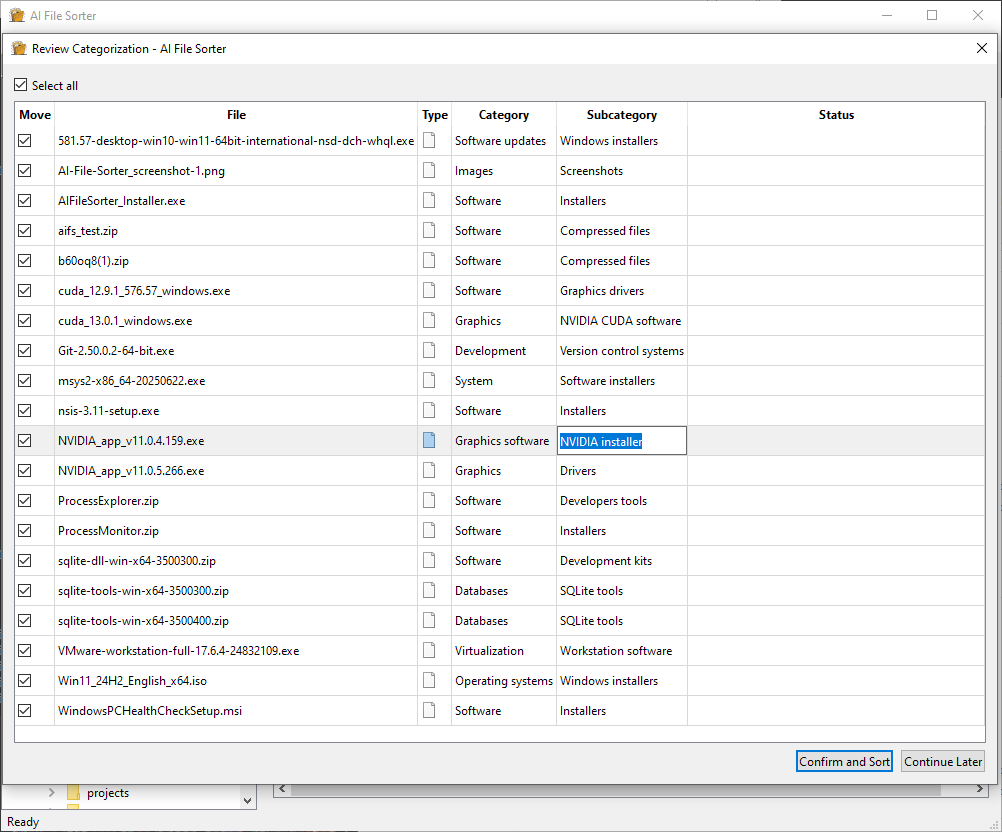 AI File Sorter
Review Categorization - AI File Sorter
Select all
Move File Type Category Subcategory Status
581.57-desktop-win10-win11-64bit-international-nsd-dch-whql.exe Software updates Windows installers
AI-File-Sorter_screenshot-1.png Images Screenshots
AIFileSorter_Installer.exe Software Installers
aifs_test.zip Software Compressed files
b60oq8(1).zip Software Compressed files
cuda_12.9.1_576.57_windows.exe Software Graphics drivers
cuda_13.0.1_windows.exe Graphics NVIDIA CUDA software
Git-2.50.0.2-64-bit.exe Development Version control systems
msys2-x86_64-20250622.exe System Software installers
nsis-3.11-setup.exe Software Installers
NVIDIA_app_v11.0.4.159.exe Graphics software NVIDIA installer
NVIDIA_app_v11.0.5.266.exe Graphics Drivers
ProcessExplorer.zip Software Developers tools
ProcessMonitor.zip Software Installers
sqlite-dll-win-x64-3500300.zip Software Development kits
sqlite-tools-win-x64-3500300.zip Databases SQLite tools
sqlite-tools-win-x64-3500400.zip Databases SQLite tools
VMware-workstation-full-17.6.4-24832109.exe Virtualization Workstation software
Win11_24H2_English_x64.iso Operating systems Windows installers
WindowsPCHealthCheckSetup.msi Software Installers
Confirm and Sort Continue Later
projects
Ready